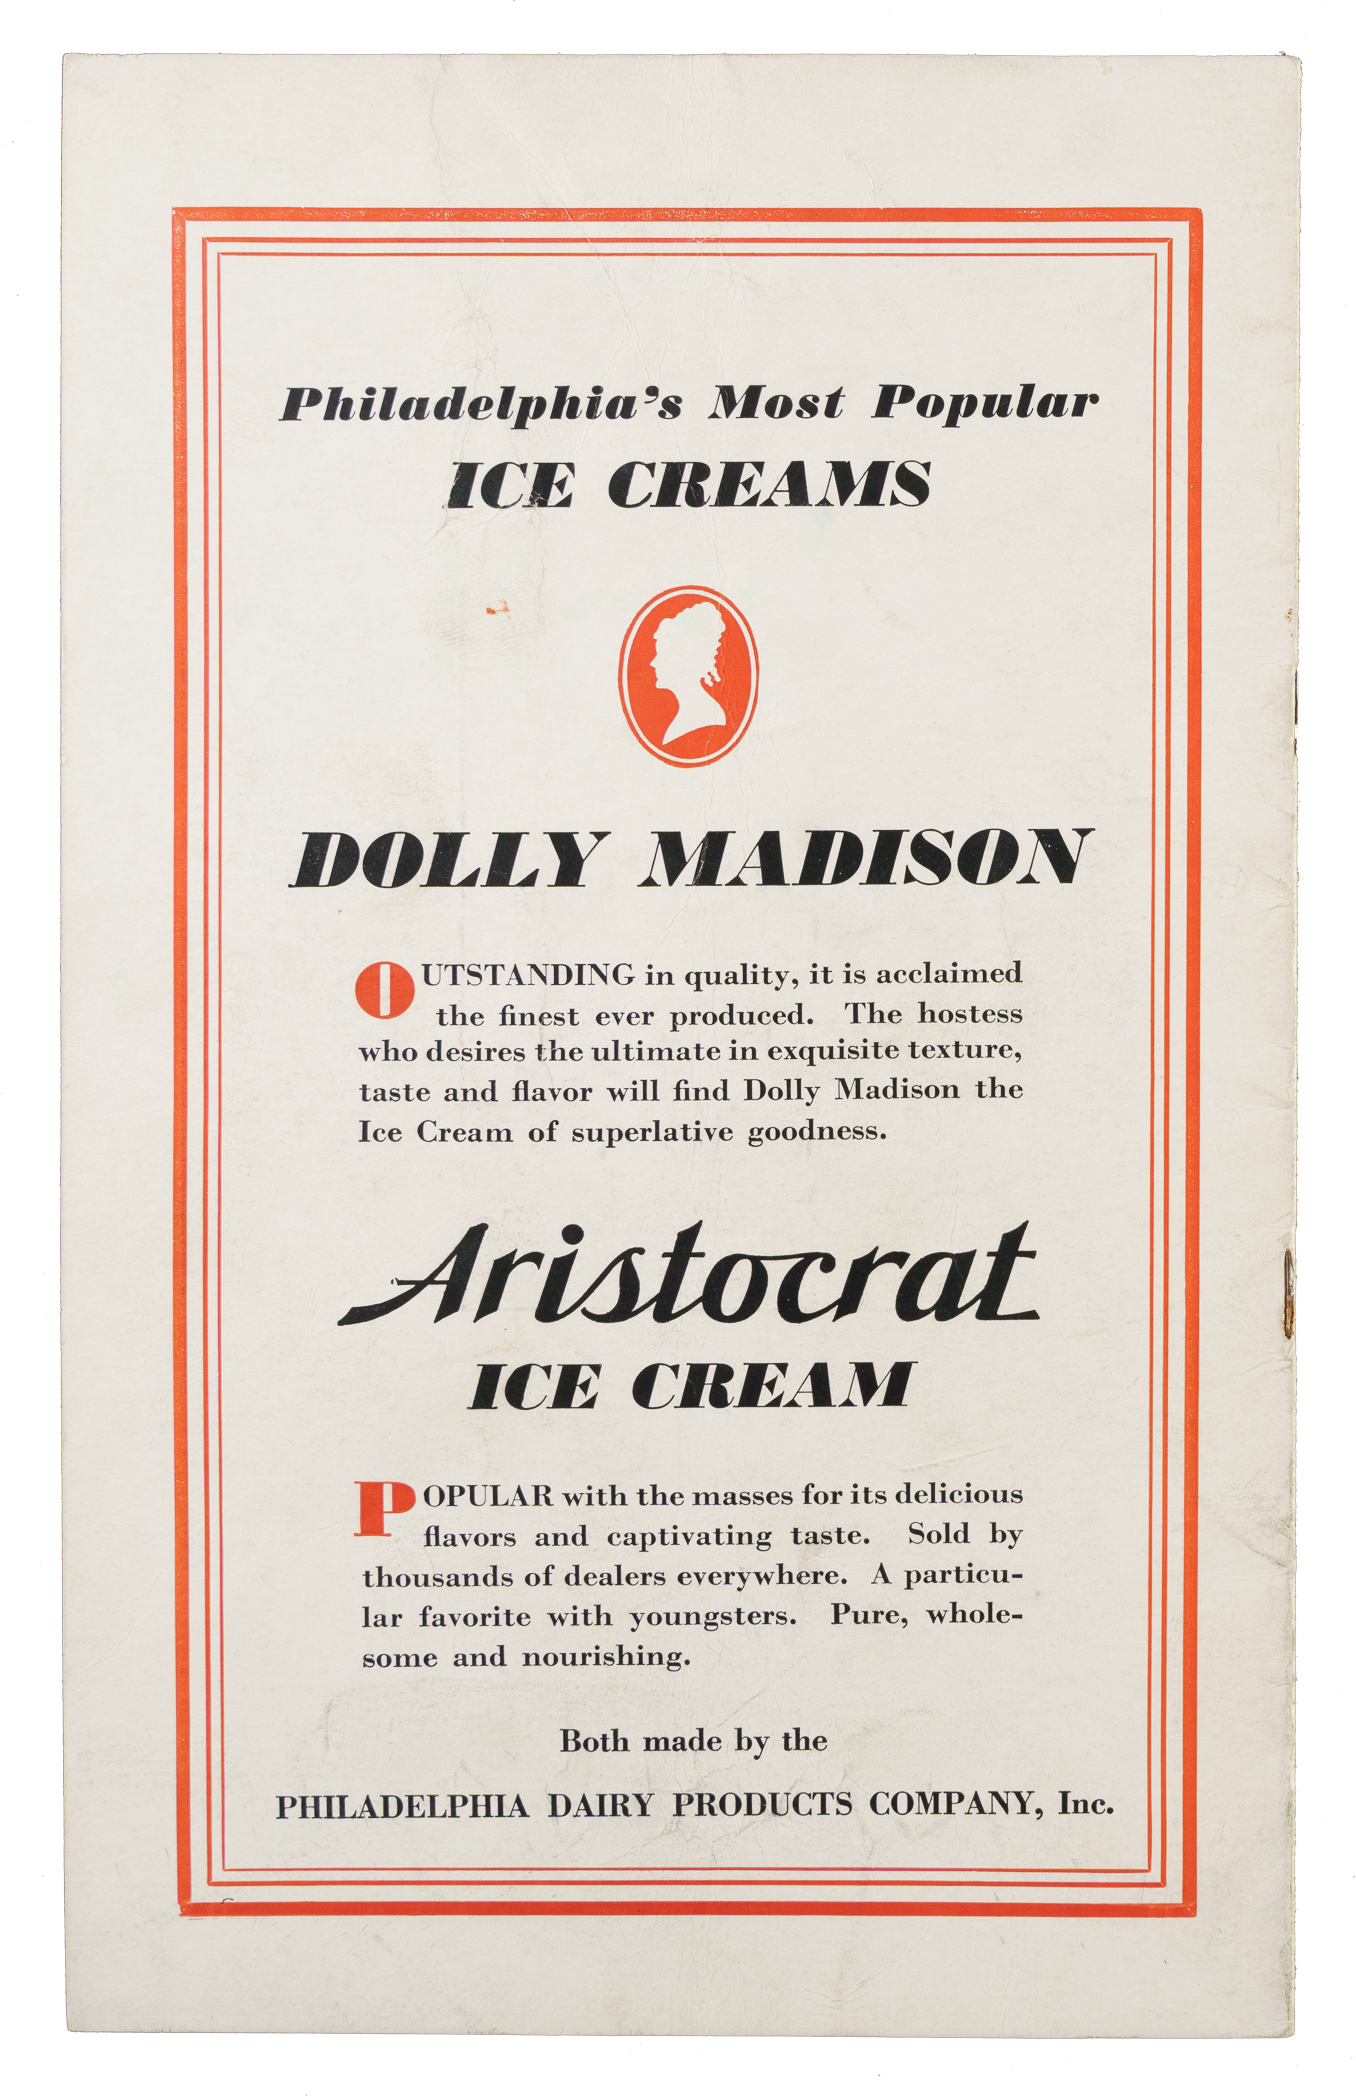 Philadelphia's Most Popular
ICE CREAMS
DOLLY MADISON
OUTSTANDING in quality, it is acclaimed
the finest ever produced. The hostess
who desires the ultimate in exquisite texture,
taste and flavor will find Dolly Madison the
Ice Cream of superlative goodness.
Aristocrat
ICE CREAM
POPULAR with the masses for its delicious
flavors and captivating taste. Sold by
thousands of dealers everywhere. A particu-
lar favorite with youngsters. Pure, whole-
some and nourishing.
Both made by the
PHILADELPHIA DAIRY PRODUCTS COMPANY, Inc.